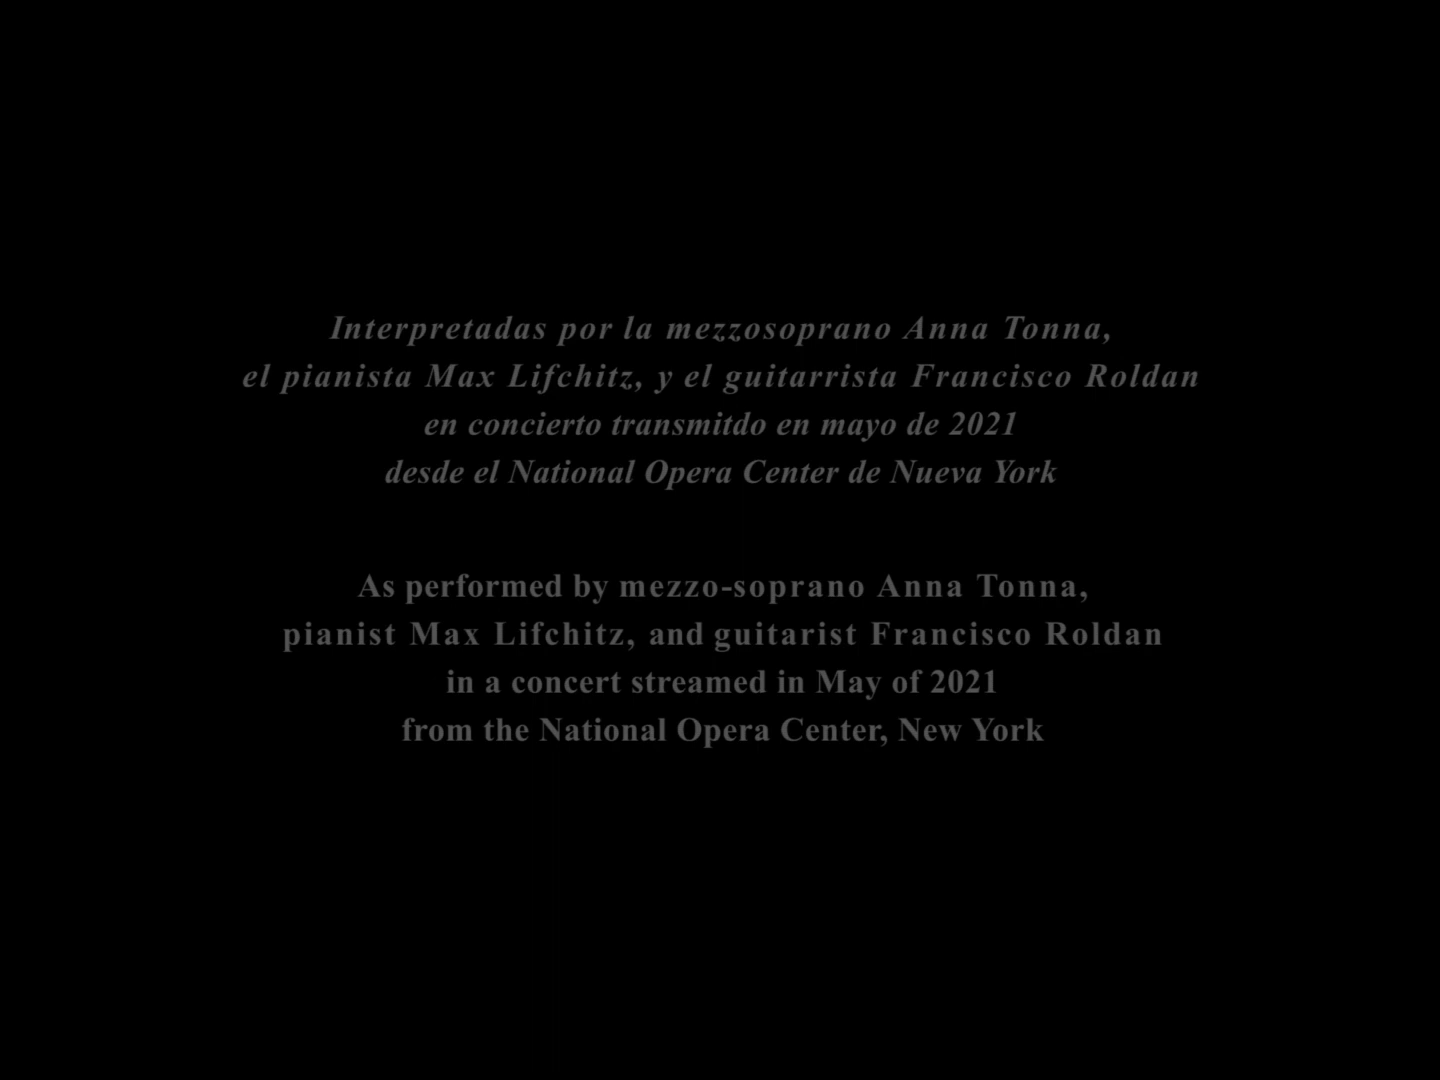 Interpretadas por la mezzosoprano Anna Tonna,
el pianista Max Lifchitz, y el guitarrista Francisco Roldan
en concierto transmitdo en mayo de 2021
desde el National Opera Center de Nueva York
As performed by mezzo-soprano Anna Tonna,
pianist Max Lifchitz, and guitarist Francisco Roldan
in a concert streamed in May of 2021
from the National Opera Center, New York